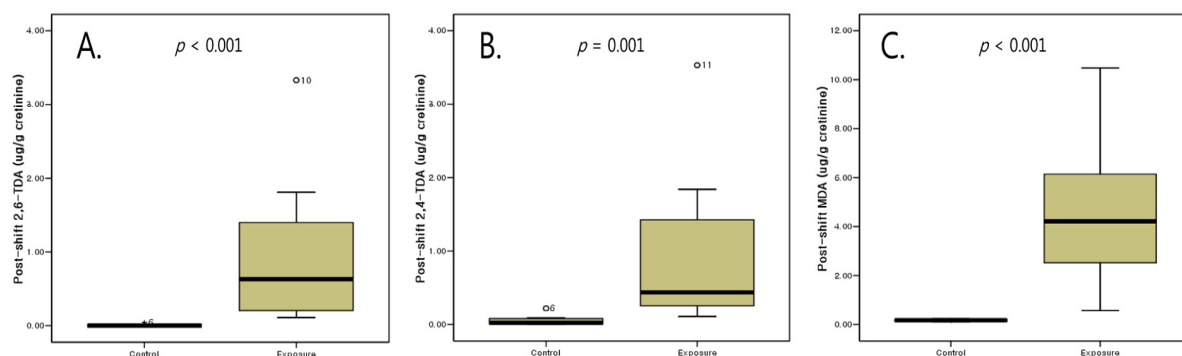 A.
p < 0.001
Post-shift 2,6-TDA (ug/g cretinine)
4.00
3.00
2.00
1.00
0.00
10
6
Control
Exposure
B.
p = 0.001
Post-shift 2,4-TDA (ug/g cretinine)
4.00
3.00
2.00
1.00
0.00
11
6
Control
Exposure
C.
p < 0.001
Post-shift MDA (ug/g cretinine)
12.00
10.00
8.00
6.00
4.00
2.00
0.00
Control
Exposure